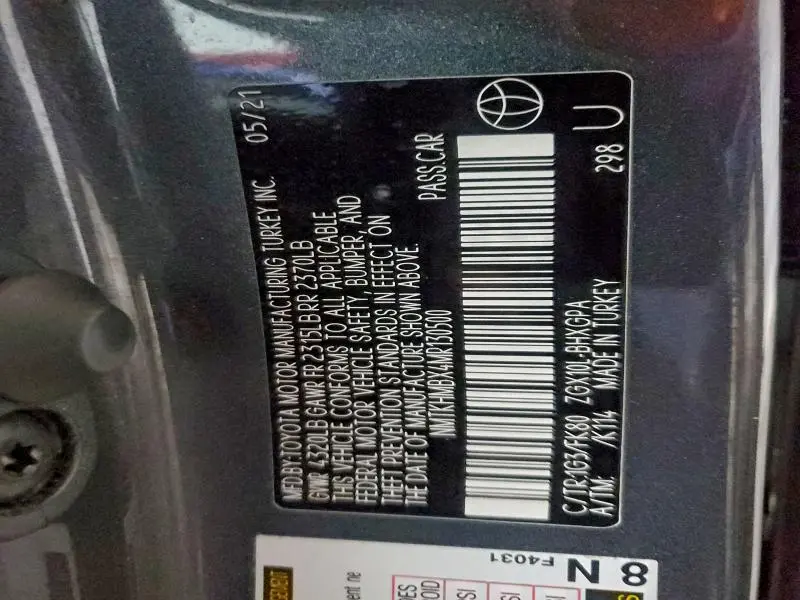 MFD BY TOYOTA MOTOR MANUFACTURING TURKEY INC. 05/21
GVWR 4320LB GAWR FR 2315LB RR 2370LB
THIS VEHICLE CONFORMS TO ALL APPLICABLE
FEDERAL MOTOR VEHICLE SAFETY, BUMPER, AND
THEFT PREVENTION STANDARDS IN EFFECT ON
THE DATE OF MANUFACTURE SHOWN ABOVE.
NMTKHMBX4MR130500 PASS.CAR
C/TR:1G3/FK80 ZGX10L-BHXGPA
A/TM: /K114 MADE IN TURKEY 298 U
F4031
8 N